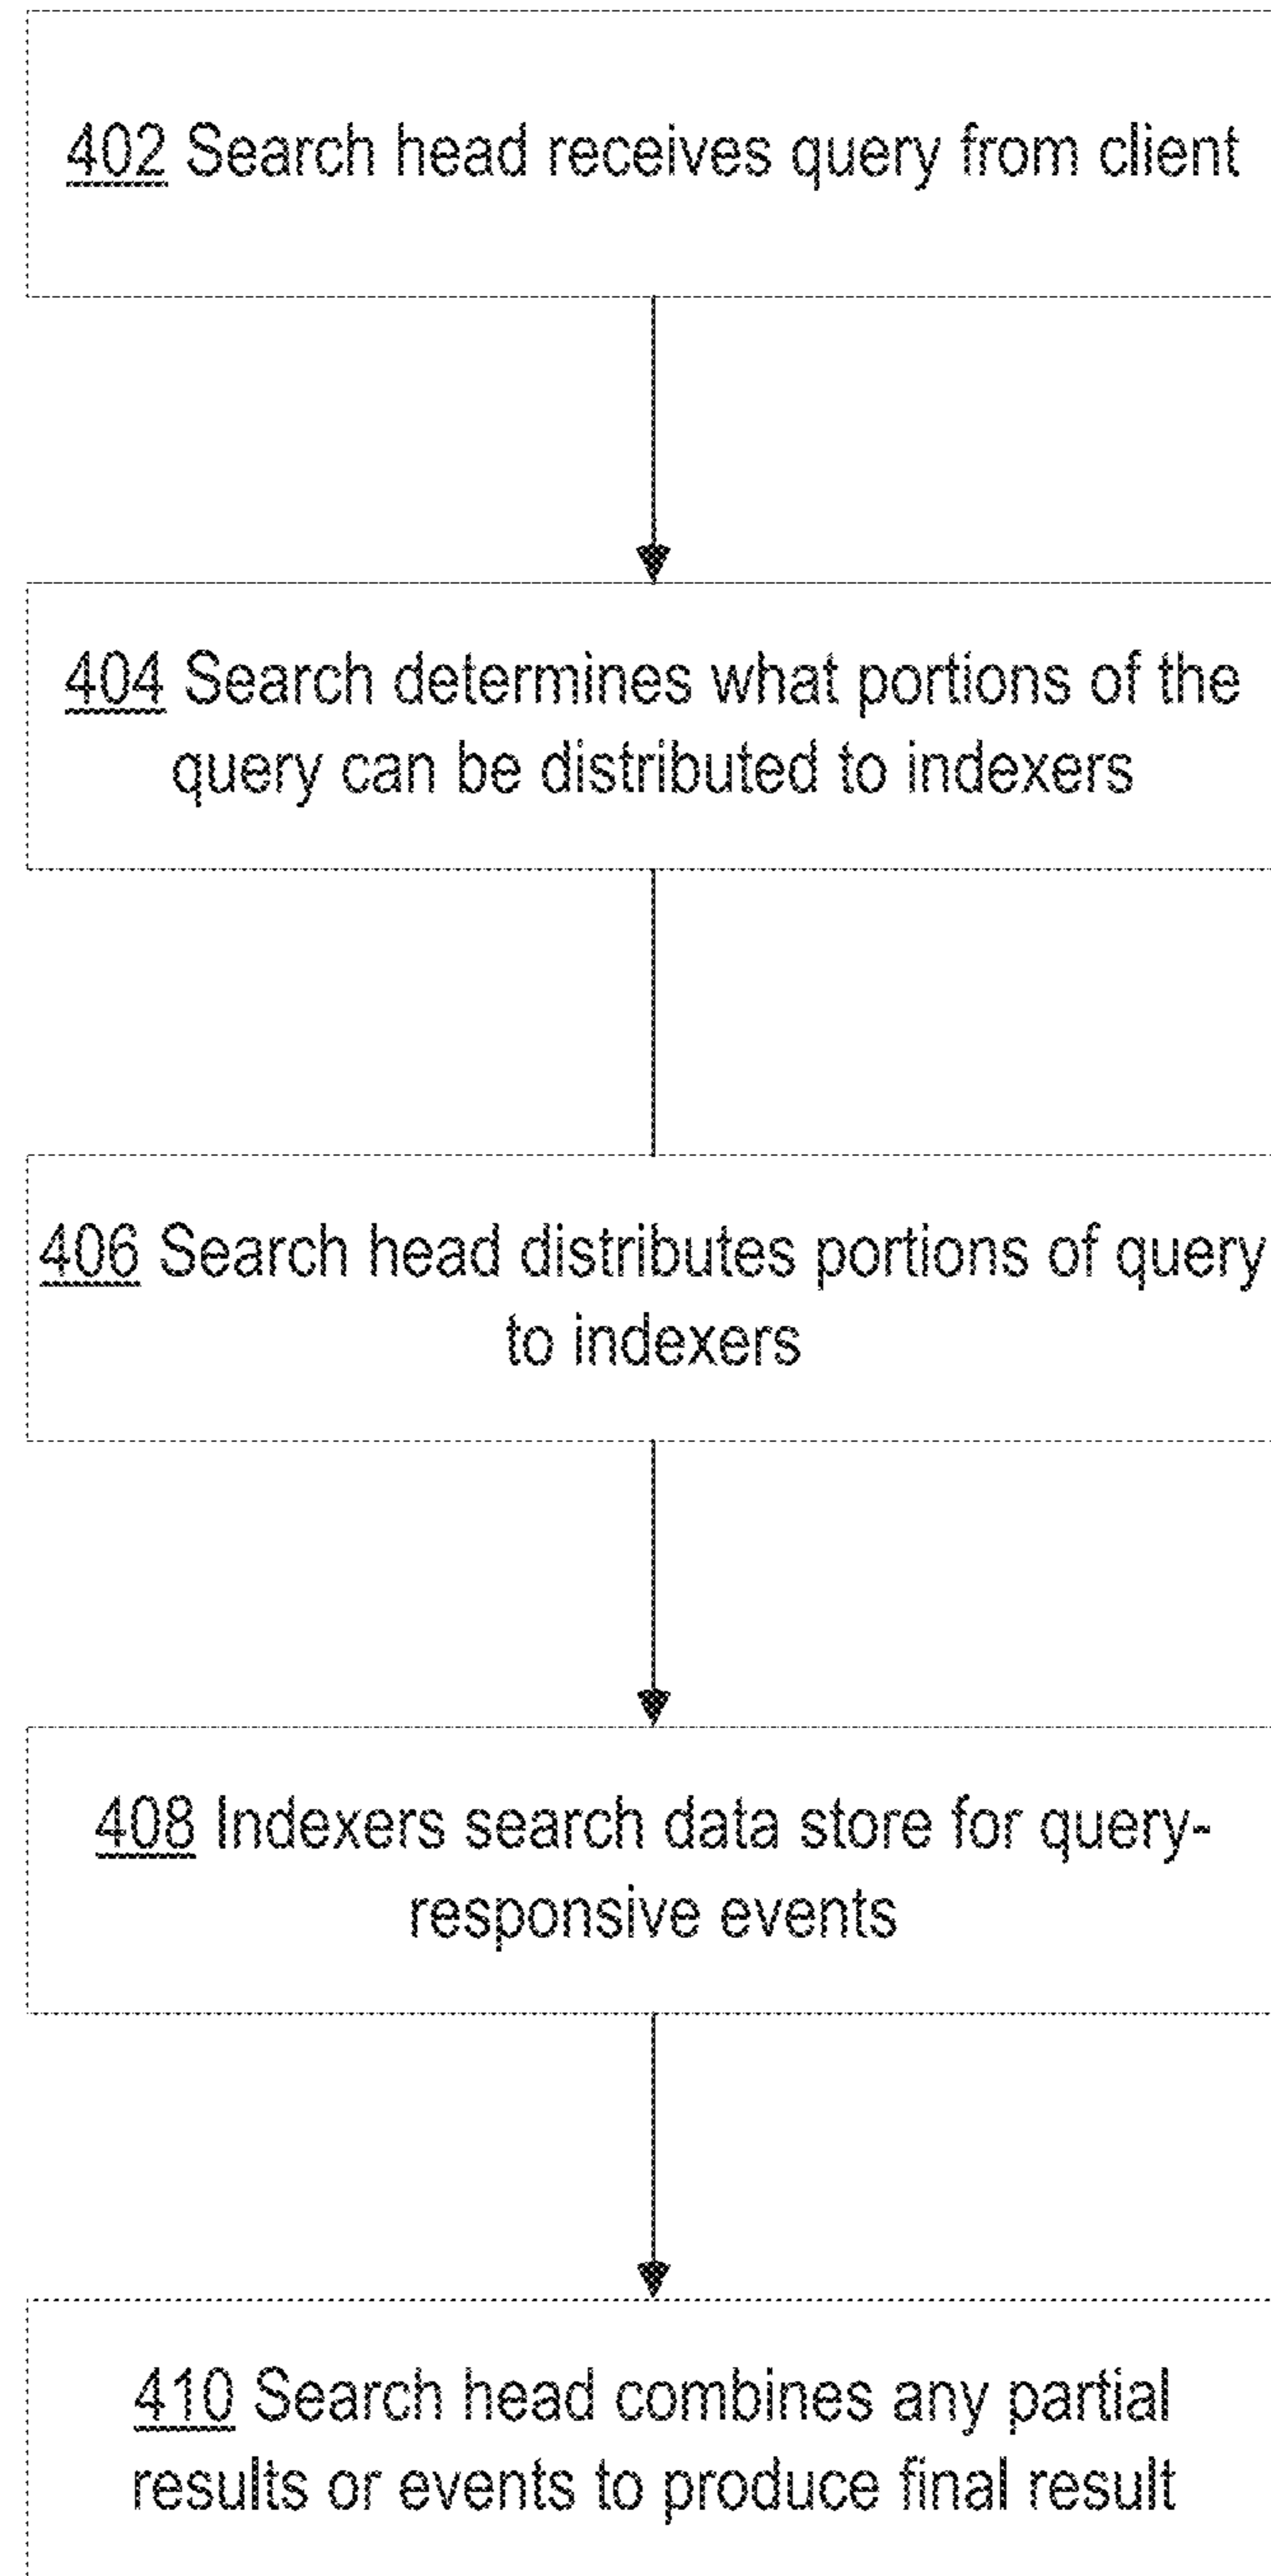 402 Search head receives query from client
404 Search determines what portions of the
query can be distributed to indexers
406 Search head distributes portions of query
to indexers
408 Indexers search data store for query-
responsive events
410 Search head combines any partial
results or events to produce final result